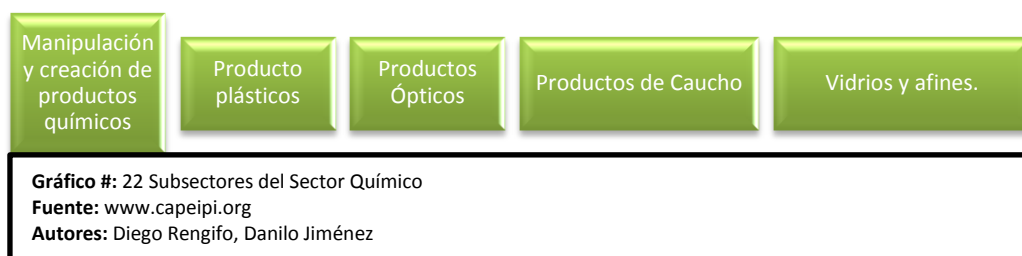 Manipulación
y creación de
productos
químicos
Producto
plásticos
Productos
Ópticos
Productos de Caucho
Vidrios y afines.
Gráfico #: 22 Subsectores del Sector Químico
Fuente: www.capeipi.org
Autores: Diego Rengifo, Danilo Jiménez